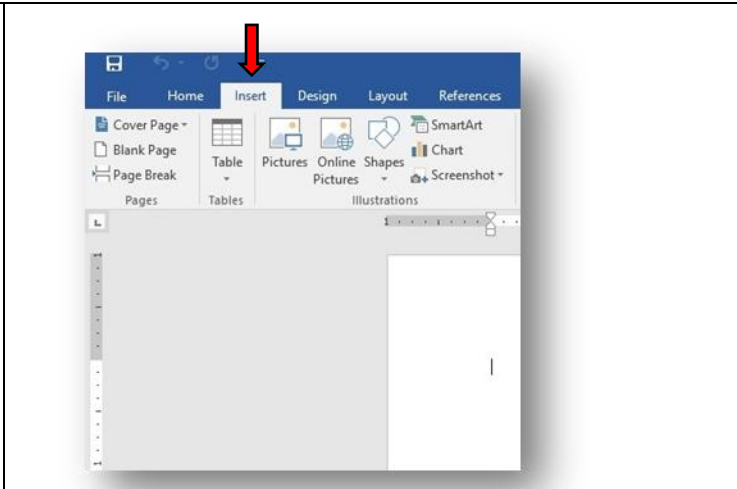 File Home Insert Design Layout References
Cover Page
Blank Page
Page Break
Table
Pictures
Online
Pictures
Shapes
SmartArt
Chart
Screenshot
Pages Tables Illustrations
L